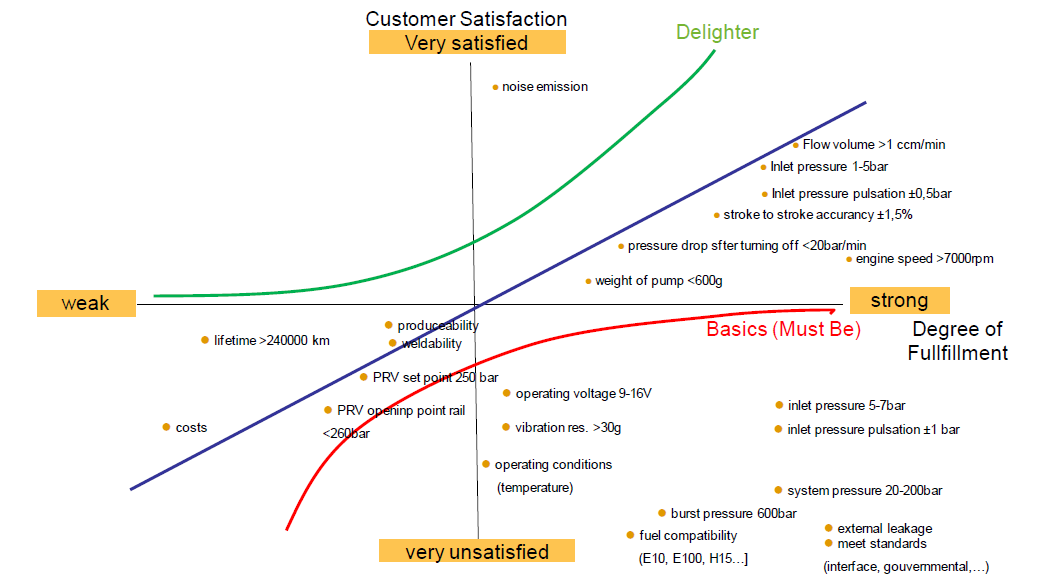 Customer Satisfaction
Very satisfied
Delighter
noise emission
Flow volume >1 ccm/min
Inlet pressure 1-5bar
Inlet pressure pulsation ±0,5bar
stroke to stroke accurancy ±1,5%
pressure drop sfter turning off <20bar/min
engine speed >7000rpm
weight of pump <600g
weak
strong
Basics (Must Be)
Degree of
Fullfillment
produceability
lifetime >240000 km
weldability
PRV set point 250 bar
operating voltage 9-16V
PRV openinp point rail
<260bar
inlet pressure 5-7bar
costs
vibration res. >30g
inlet pressure pulsation ±1 bar
operating conditions
(temperature)
system pressure 20-200bar
burst pressure 600bar
fuel compatibility
(E10, E100, H15…]
external leakage
meet standards
(interface, gouvernmental,…)
very unsatisfied